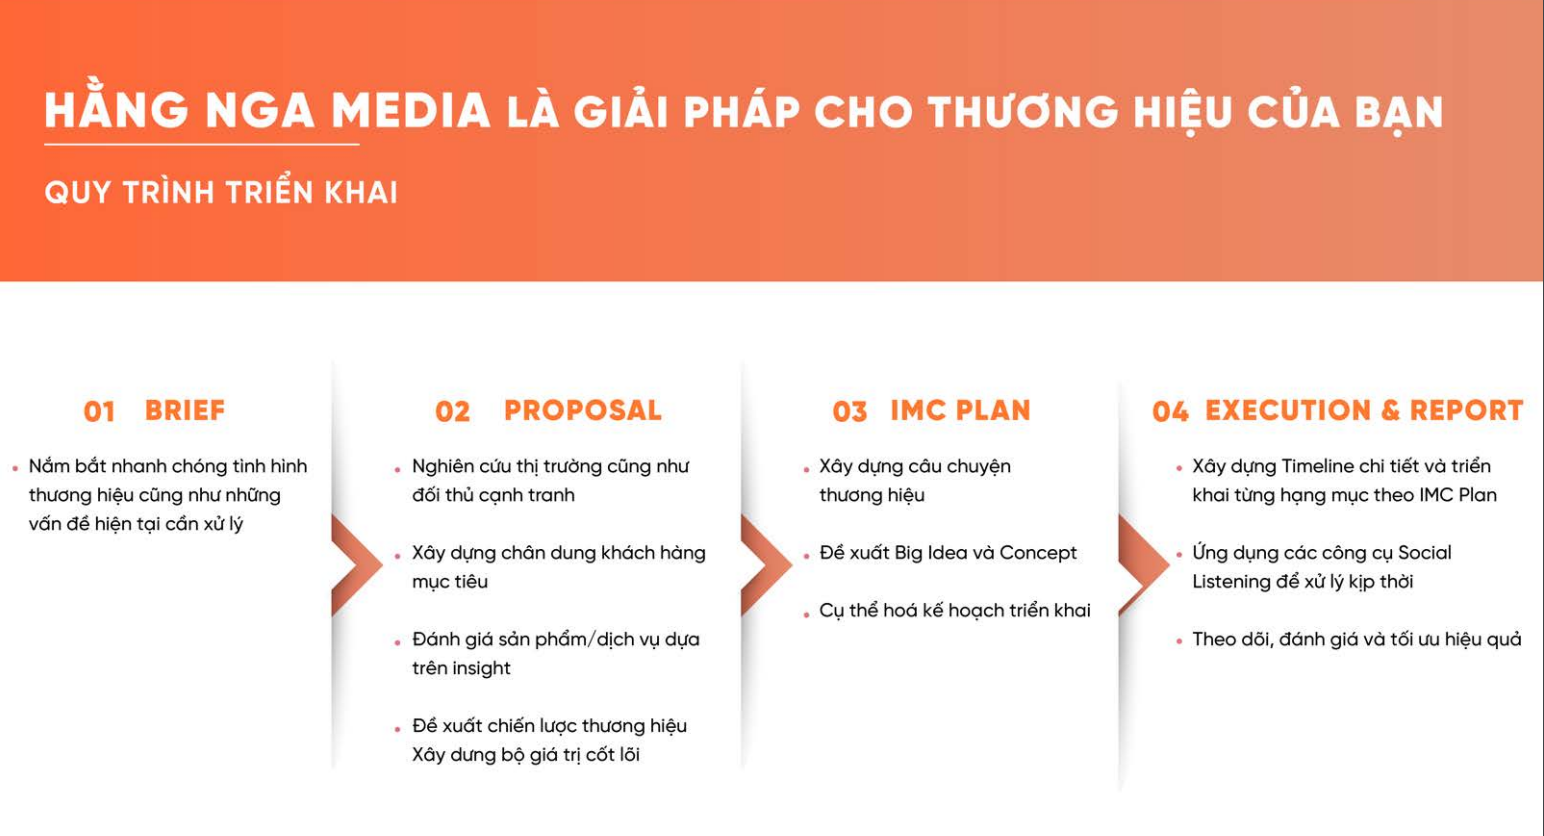 HẰNG NGA MEDIA LÀ GIẢI PHÁP CHO THƯƠNG HIỆU CỦA BẠN
QUY TRÌNH TRIỂN KHAI
01 BRIEF
Nắm bắt nhanh chóng tình hình
thương hiệu cũng như những
vấn đề hiện tại cần xử lý
02 PROPOSAL
Nghiên cứu thị trường cũng như
đối thủ cạnh tranh
Xây dựng chân dung khách hàng
mục tiêu
Đánh giá sản phẩm/dịch vụ dựa
trên insight
Đề xuất chiến lược thương hiệu
Xây dưng bộ giá trị cốt lõi
03 IMC PLAN
Xây dựng câu chuyện
thương hiệu
Đề xuất Big Idea và Concept
Cụ thể hoá kế hoạch triển khai
04 EXECUTION & REPORT
Xây dựng Timeline chi tiết và triển
khai từng hạng mục theo IMC Plan
Ứng dụng các công cụ Social
Listening để xử lý kịp thời
Theo dõi, đánh giá và tối ưu hiệu quả